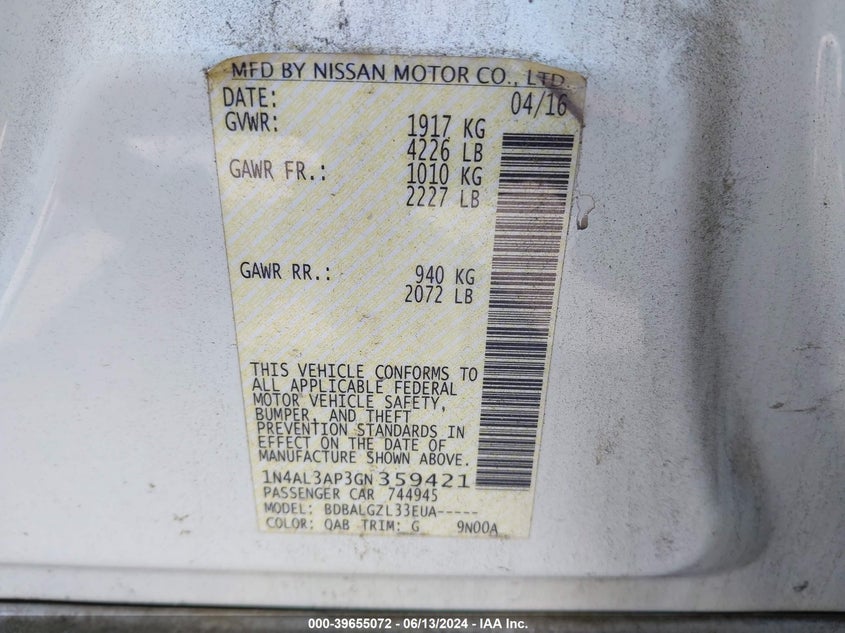 MFD BY NISSAN MOTOR CO., LTD
DATE: 04/16
GVWR: 1917 KG
4226 LB
GAWR FR.: 1010 KG
2227 LB
GAWR RR.: 940 KG
2072 LB
THIS VEHICLE CONFORMS TO
ALL APPLICABLE FEDERAL
MOTOR VEHICLE SAFETY,
BUMPER, AND THEFT
PREVENTION STANDARDS IN
EFFECT ON THE DATE OF
MANUFACTURE SHOWN ABOVE.
1N4AL3AP3GN359421
PASSENGER CAR 744945
MODEL: BDBALGZL33EUA-----
COLOR: QAB TRIM: G 9N00A
000-39655072 - 06/13/2024 - IAA Inc.